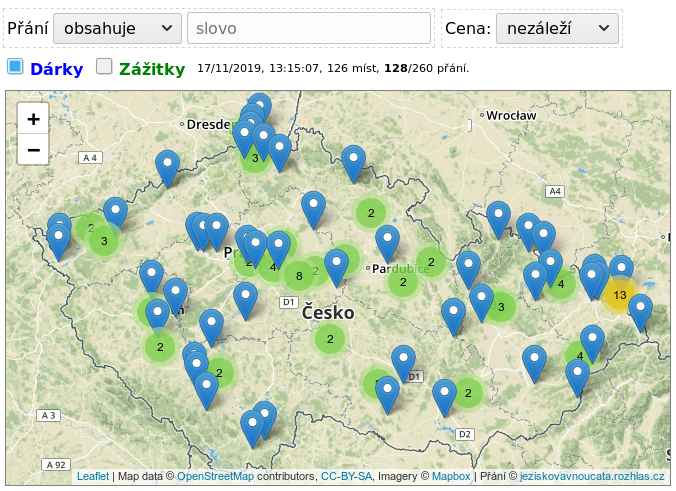 Přání obsahuje slovo Cena: nezáleží
Dárky Zážitky 17/11/2019, 13:15:07, 126 míst, 128/260 přání.
+
−
Wrocław
A 4
3
A4
2
2
3
2
4
8
2
2
2
Pardubice
4
13
D1
3
Česko
2
2
4
2
D1
2
A 3
D2
A 92
Leaflet | Map data © OpenStreetMap contributors, CC-BY-SA, Imagery © Mapbox | Přání © jeziskovavnoucata.rozhlas.cz